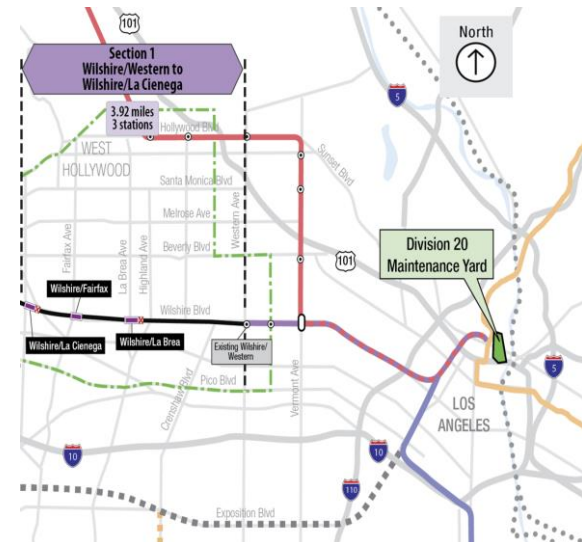 101
Section 1
Wilshire/Western to
Wilshire/La Cienega
3.92 miles
3 stations
North
5
Hollywood Blvd
WEST
HOLLYWOOD
Sunset Blvd
Santa Monica Blvd
Melrose Ave
Western Ave
Fairfax Ave
La Brea Ave
Highland Ave
Beverly Blvd
101
Division 20
Maintenance Yard
Wilshire/Fairfax
Wilshire Blvd
Wilshire/La Cienega
Wilshire/La Brea
Existing Wilshire/
Western
Pico Blvd
Crenshaw Blvd
Vermont Ave
LOS
ANGELES
5
10
10
110
Exposition Blvd